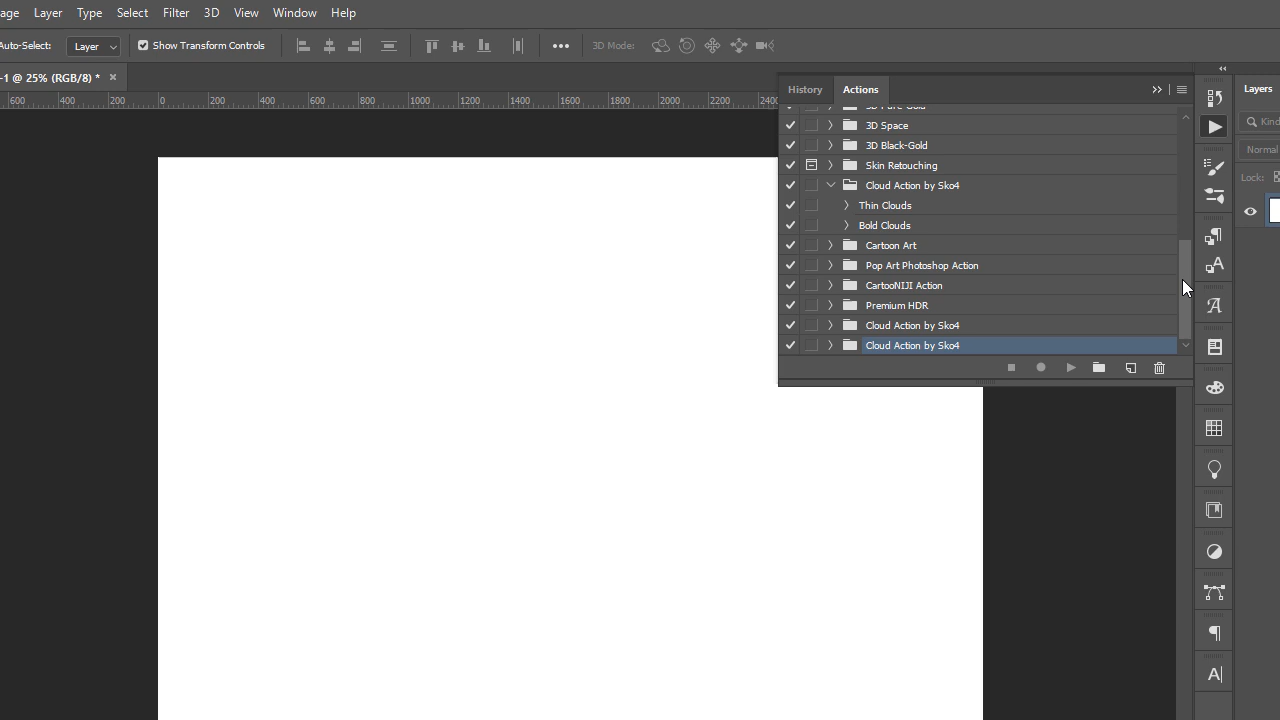 age Layer Type Select Filter 3D View Window Help
Auto-Select: Layer Show Transform Controls 3D Mode:
-1 @ 25% (RGB/8) * ×
600 400 200 0 200 400 600 800 1000 1200 1400 1600 1800 2000 2200 2400
History Actions
3D Pure Gold
3D Space
3D Black-Gold
Skin Retouching
Cloud Action by Sko4
Thin Clouds
Bold Clouds
Cartoon Art
Pop Art Photoshop Action
CartooNIJI Action
Premium HDR
Cloud Action by Sko4
Cloud Action by Sko4
Layers
Kind
Normal
Lock: